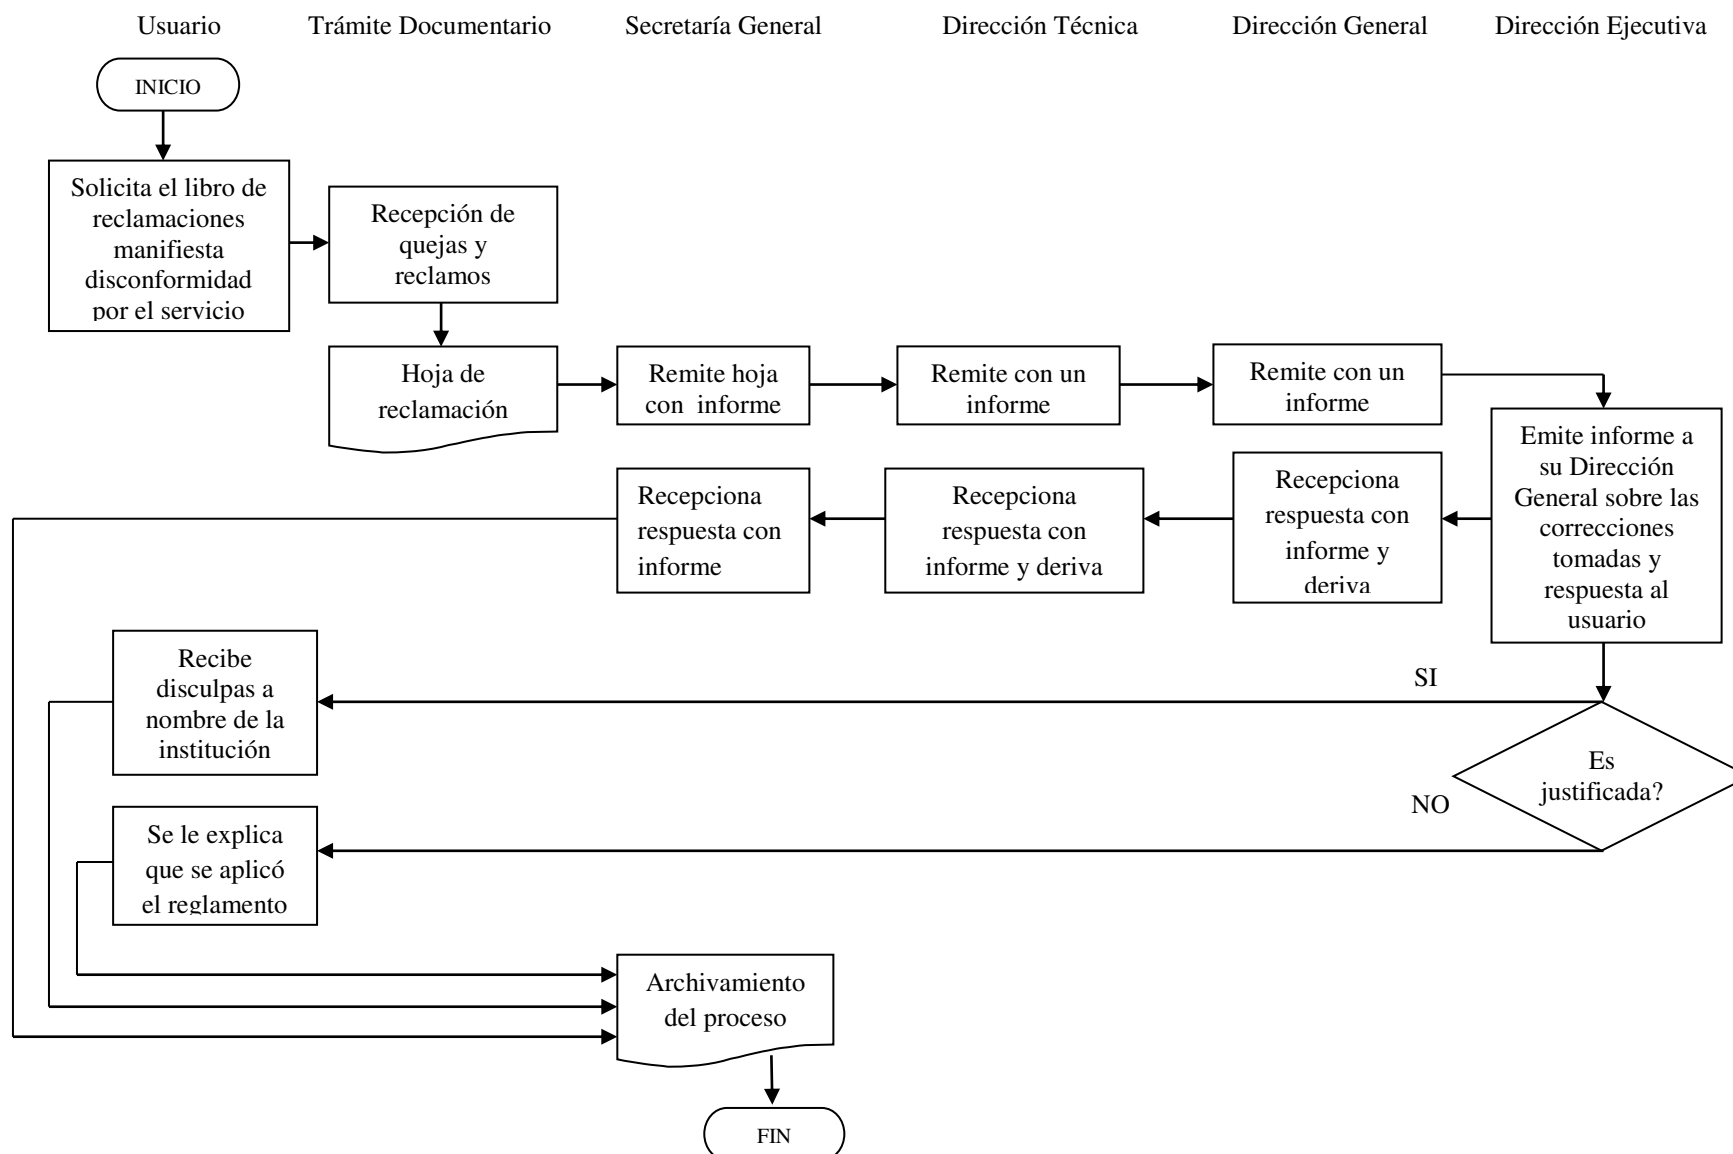 Usuario
Trámite Documentario
Secretaría General
Dirección Técnica
Dirección General
Dirección Ejecutiva
INICIO
Solicita el libro de
reclamaciones
manifiesta
disconformidad
por el servicio
Recepción de
quejas y
reclamos
Hoja de
reclamación
Remite hoja
con informe
Remite con un
informe
Remite con un
informe
Emite informe a
su Dirección
General sobre las
correcciones
tomadas y
respuesta al
usuario
Recepciona
respuesta con
informe y
deriva
Recepciona
respuesta con
informe y deriva
Recepciona
respuesta con
informe
SI
Es
justificada?
NO
Recibe
disculpas a
nombre de la
institución
Se le explica
que se aplicó
el reglamento
Archivamiento
del proceso
FIN